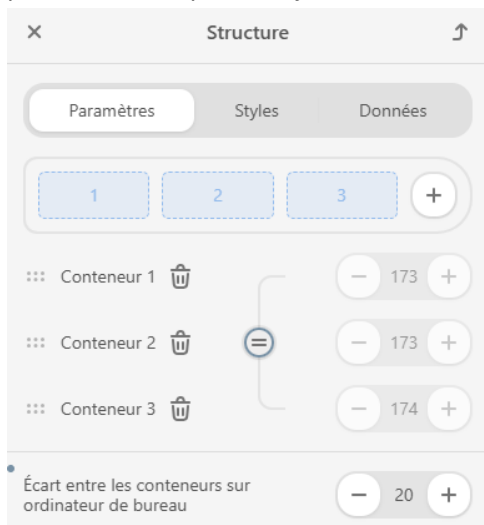 Structure
Paramètres Styles Données
1 2 3
Conteneur 1 173
Conteneur 2 173
Conteneur 3 174
Écart entre les conteneurs sur
ordinateur de bureau 20